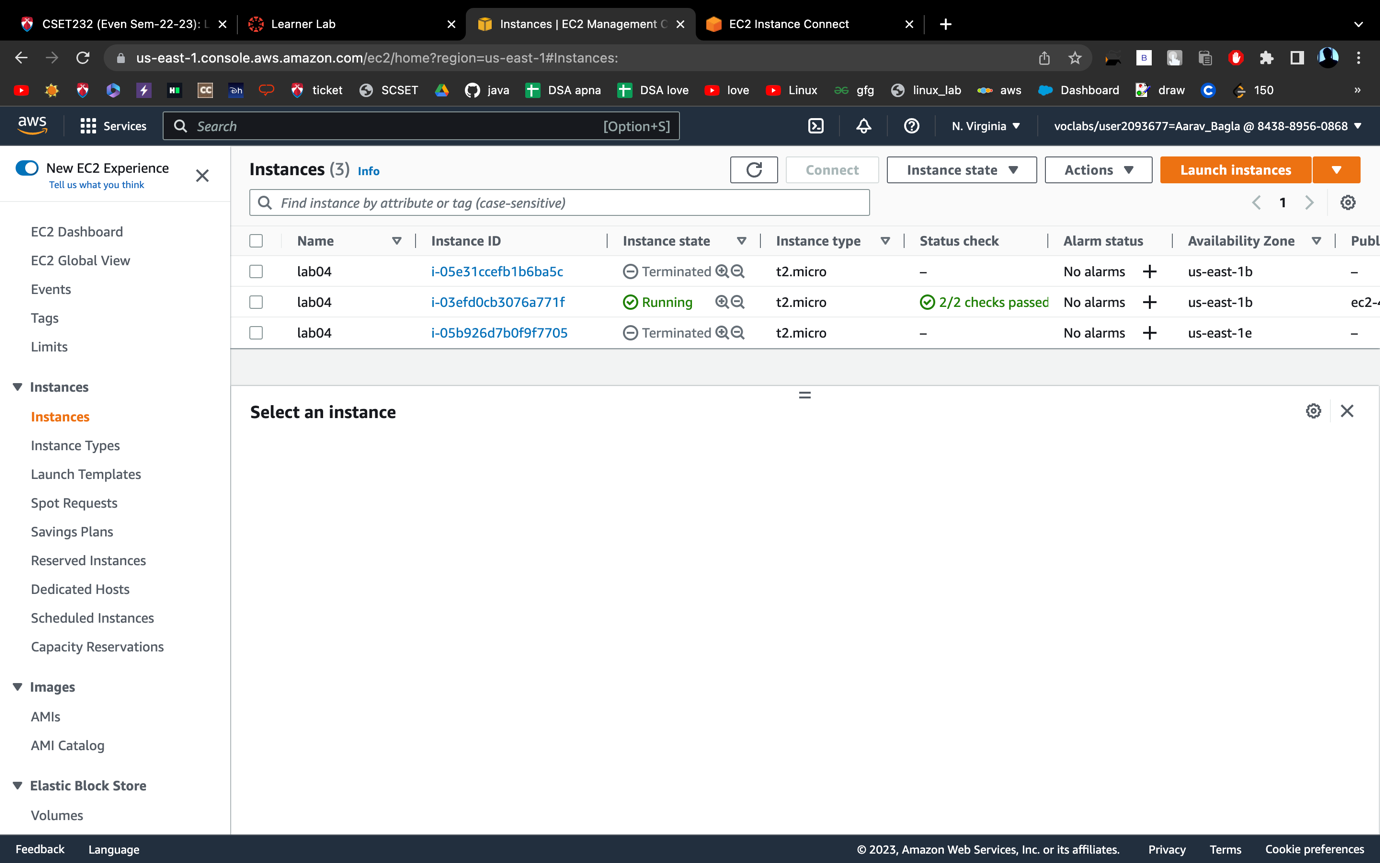 CSET232 (Even Sem-22-23): L
Learner Lab
Instances | EC2 Management C
EC2 Instance Connect
us-east-1.console.aws.amazon.com/ec2/home?region=us-east-1#Instances:
ticket SCSET java DSA apna DSA love love Linux gfg linux_lab aws Dashboard draw 150 »
aws Services Search [Option+S] N. Virginia voclabs/user2093677=Aarav_Bagla @ 8438-8956-0868
New EC2 Experience
Tell us what you think
EC2 Dashboard
EC2 Global View
Events
Tags
Limits
Instances
Instances
Instance Types
Launch Templates
Spot Requests
Savings Plans
Reserved Instances
Dedicated Hosts
Scheduled Instances
Capacity Reservations
Images
AMIs
AMI Catalog
Elastic Block Store
Volumes
Instances (3) Info Connect Instance state Actions Launch instances
Find instance by attribute or tag (case-sensitive) 1
Name Instance ID Instance state Instance type Status check Alarm status Availability Zone Publ
lab04 i-05e31ccefb1b6ba5c Terminated t2.micro – No alarms + us-east-1b –
lab04 i-03efd0cb3076a771f Running t2.micro 2/2 checks passed No alarms + us-east-1b ec2-4
lab04 i-05b926d7b0f9f7705 Terminated t2.micro – No alarms + us-east-1e –
Select an instance
Feedback Language © 2023, Amazon Web Services, Inc. or its affiliates. Privacy Terms Cookie preferences